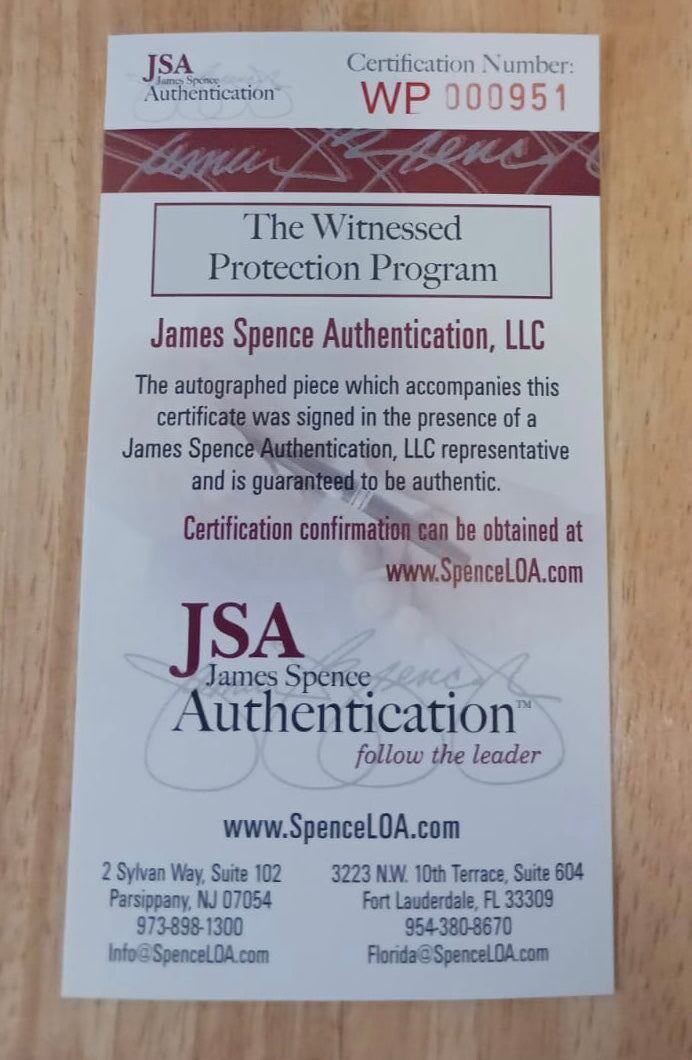 JSA
James Spence
Authentication™
Certification Number:
WP 000951
James Spence
The Witnessed
Protection Program
James Spence Authentication, LLC
The autographed piece which accompanies this
certificate was signed in the presence of a
James Spence Authentication, LLC representative
and is guaranteed to be authentic.
Certification confirmation can be obtained at
www.SpenceLOA.com
JSA
James Spence
Authentication™
follow the leader
www.SpenceLOA.com
2 Sylvan Way, Suite 102
Parsippany, NJ 07054
973-898-1300
Info@SpenceLOA.com
3223 N.W. 10th Terrace, Suite 604
Fort Lauderdale, FL 33309
954-380-8670
Florida@SpenceLOA.com